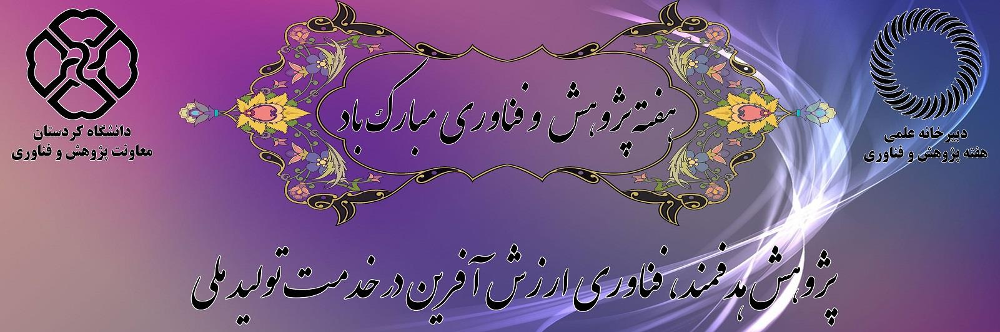 دبیرخانه علمی
هفته پژوهش و فناوری
هفته پژوهش و فناوری مبارک باد
دانشگاه کردستان
معاونت پژوهش و فناوری
پژوهش هدفمند، فناوری ارزش آفرین در خدمت تولید ملی